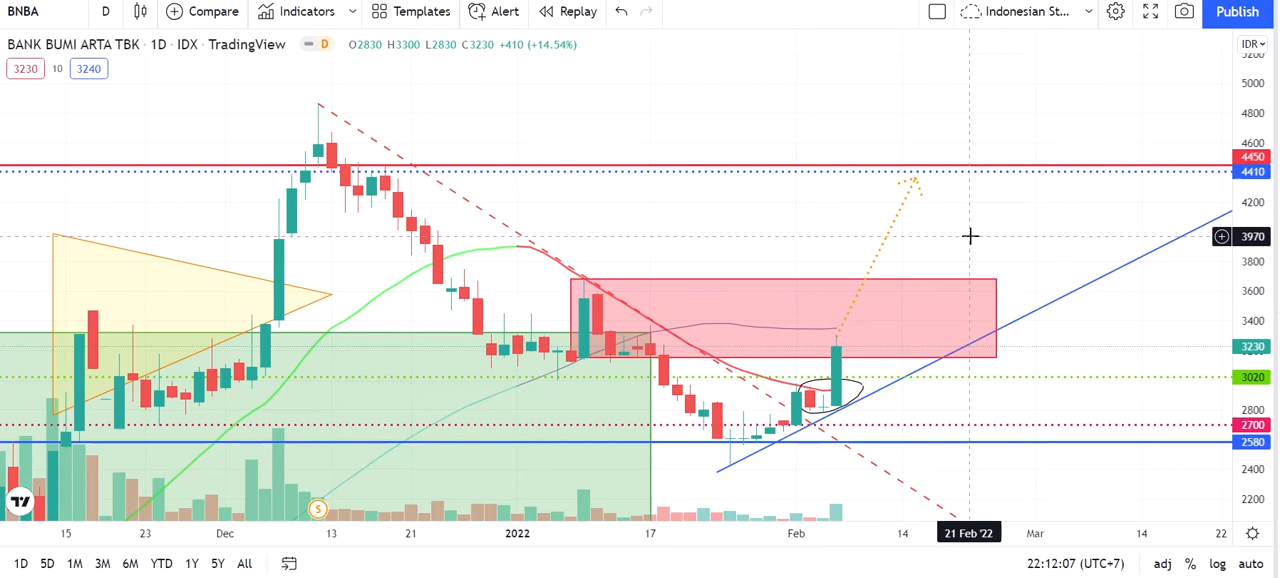 BNBA D Compare Indicators Templates Alert Replay Indonesian St... Publish
BANK BUMI ARTA TBK · 1D · IDX · TradingView D O2830 H3300 L2830 C3230 +410 (+14.54%) IDR
3230 10 3240
5000
4800
4600
4450
4410
4200
3970
3800
3600
3400
3230
3020
2800
2700
2580
2400
2200
S
15 23 Dec 13 21 2022 17 Feb 14 21 Feb '22 Mar 14 22
1D 5D 1M 3M 6M YTD 1Y 5Y All 22:12:07 (UTC+7) adj % log auto